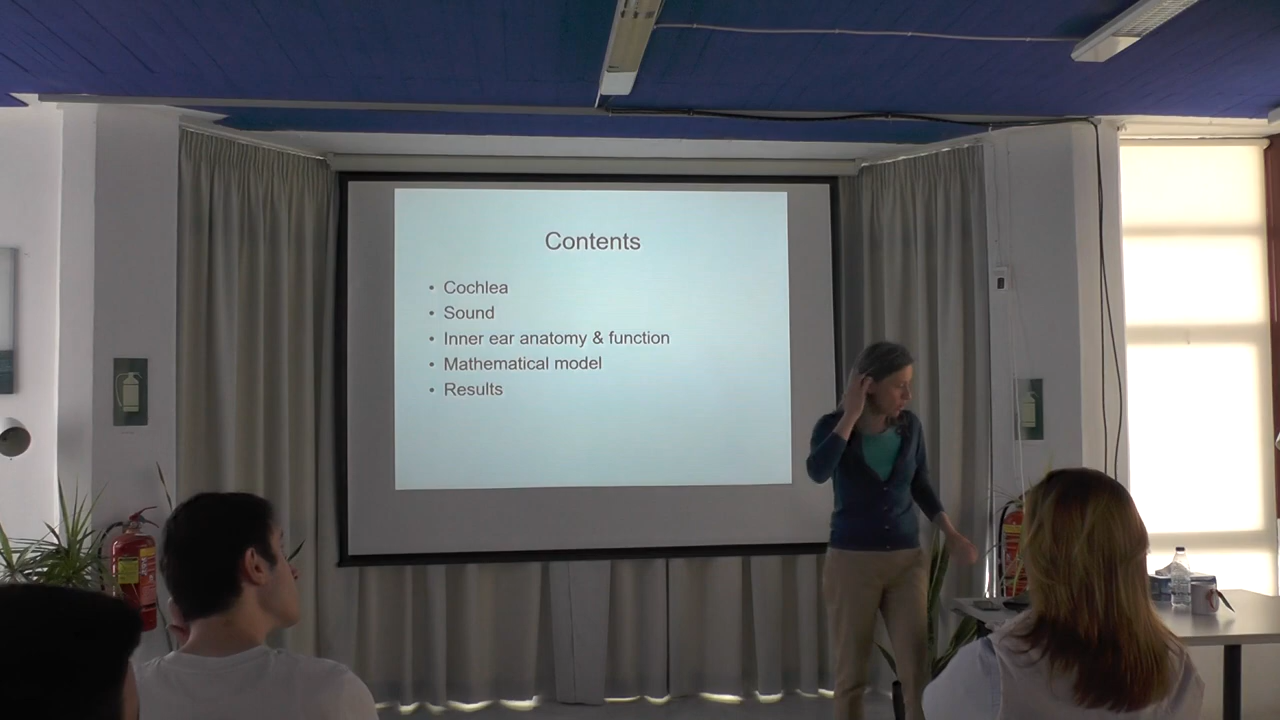 Contents
• Cochlea
• Sound
• Inner ear anatomy & function
• Mathematical model
• Results